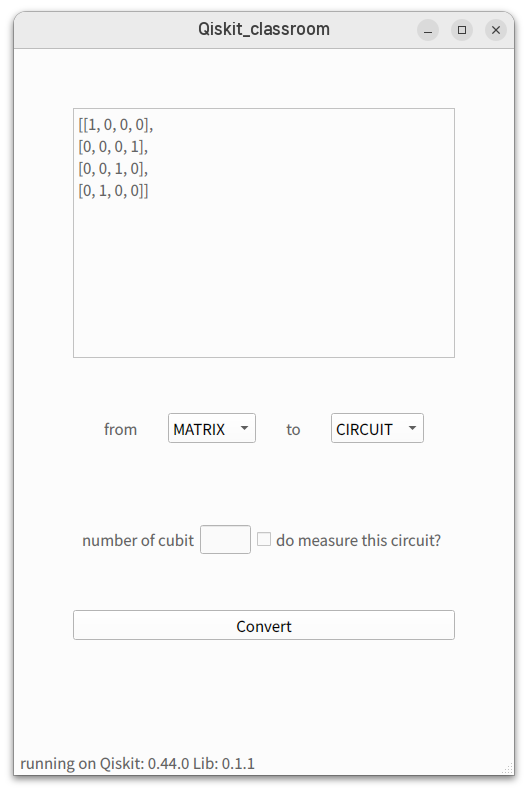 Qiskit_classroom
[[1, 0, 0, 0],
[0, 0, 0, 1],
[0, 0, 1, 0],
[0, 1, 0, 0]]
from MATRIX to CIRCUIT
number of cubit do measure this circuit?
Convert
running on Qiskit: 0.44.0 Lib: 0.1.1